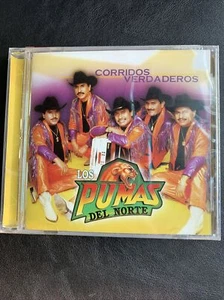 CORRIDOS
VERDADEROS
LOS
PUMAS
DEL NORTE